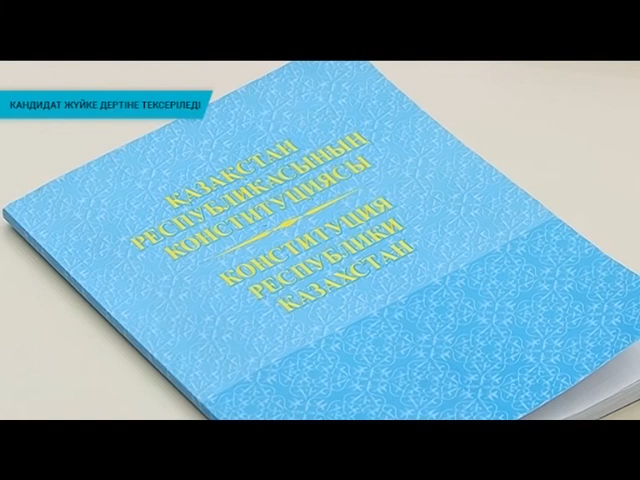 КАНДИДАТ ЖҮЙКЕ ДЕРТІНЕ ТЕКСЕРІЛЕДІ
ҚАЗАҚСТАН
РЕСПУБЛИКАСЫНЫҢ
КОНСТИТУЦИЯСЫ
КОНСТИТУЦИЯ
РЕСПУБЛИКИ
КАЗАХСТАН